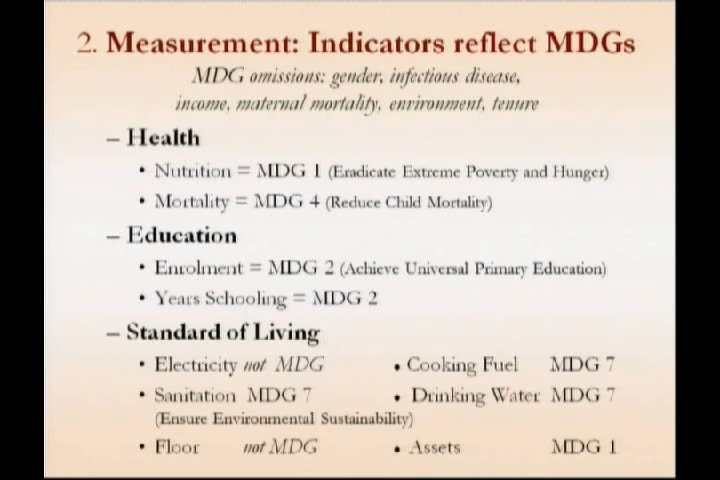 2. Measurement: Indicators reflect MDGs
MDG omissions: gender, infectious disease,
income, maternal mortality, environment, tenure
– Health
• Nutrition = MDG 1 (Eradicate Extreme Poverty and Hunger)
• Mortality = MDG 4 (Reduce Child Mortality)
– Education
• Enrolment = MDG 2 (Achieve Universal Primary Education)
• Years Schooling = MDG 2
– Standard of Living
• Electricity not MDG • Cooking Fuel MDG 7
• Sanitation MDG 7 • Drinking Water MDG 7
(Ensure Environmental Sustainability)
• Floor not MDG • Assets MDG 1